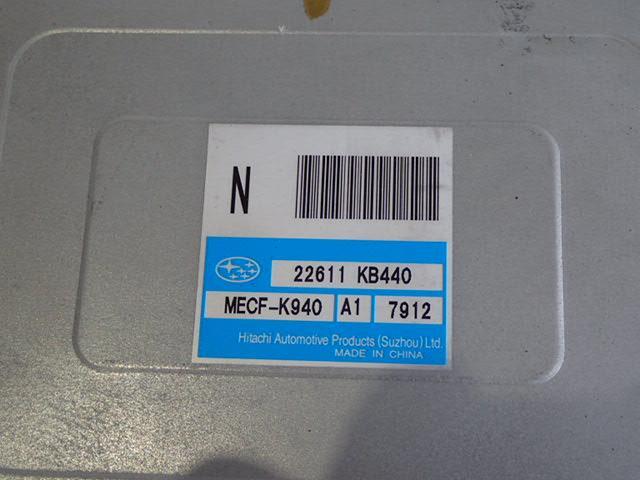 N
22611 KB440
MECF-K940 A1 7912
Hitachi Automotive Products (Suzhou) Ltd.
MADE IN CHINA